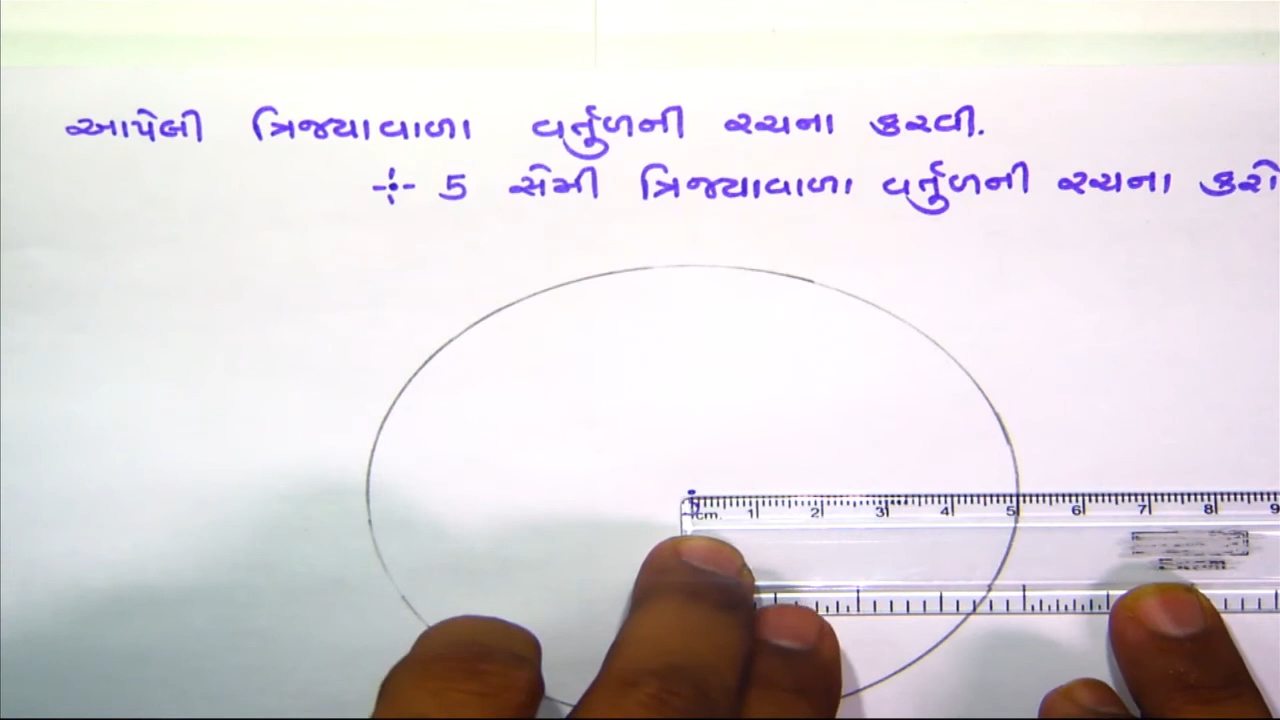 આપેલી ત્રિજ્યાવાળા વર્તુળની રચના કરવી.
5 સેમી ત્રિજ્યાવાળા વર્તુળની રચના કરો
cm. 1 2 3 4 5 6 7 8 9